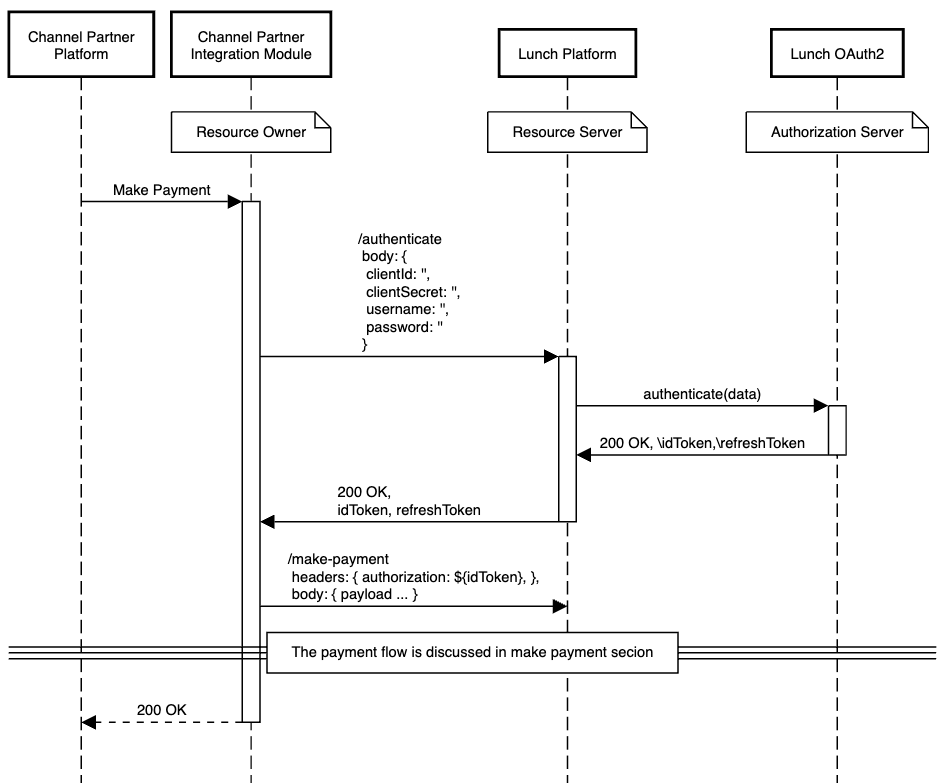 Channel Partner
Platform
Channel Partner
Integration Module
Lunch Platform
Lunch OAuth2
Resource Owner
Resource Server
Authorization Server
Make Payment
/authenticate
body: {
clientId: '',
clientSecret: '',
username: '',
password: ''
}
authenticate(data)
200 OK, \idToken,\refreshToken
200 OK,
idToken, refreshToken
/make-payment
headers: { authorization: ${idToken}, },
body: { payload ... }
The payment flow is discussed in make payment secion
200 OK